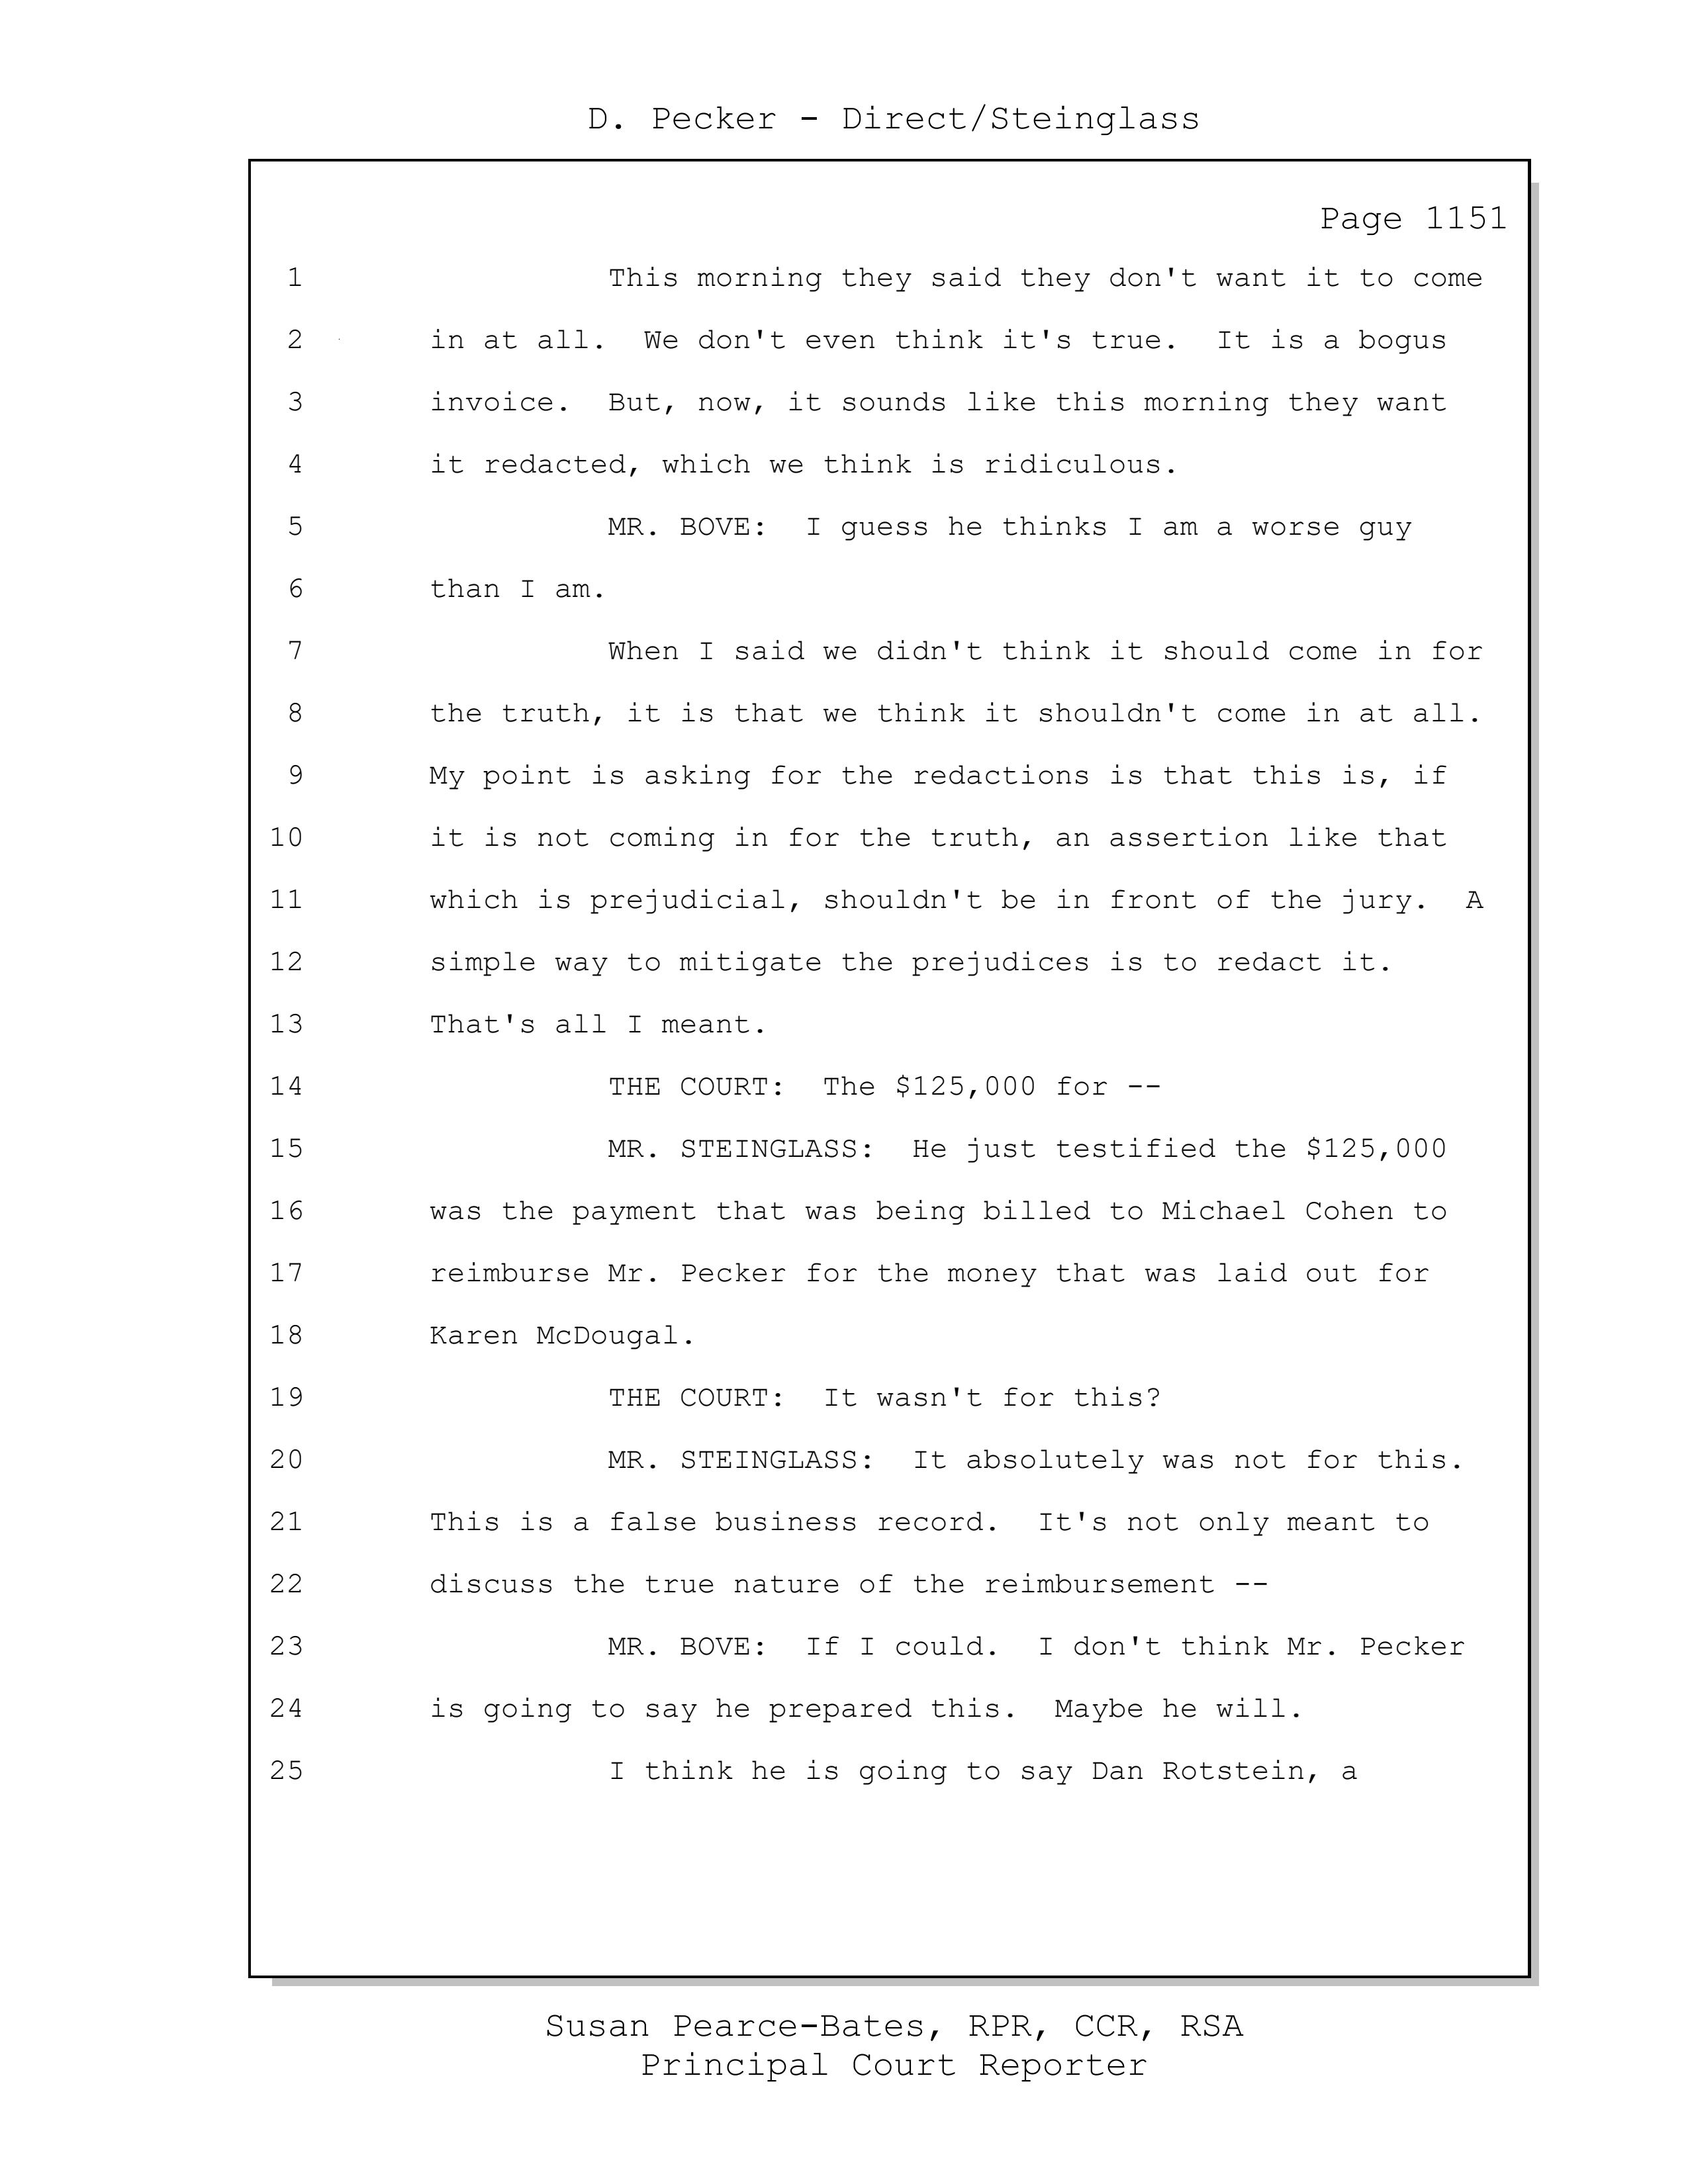 D. Pecker - Direct/Steinglass
Page 1151
1 This morning they said they don't want it to come
2 in at all. We don't even think it's true. It is a bogus
3 invoice. But, now, it sounds like this morning they want
4 it redacted, which we think is ridiculous.
5 MR. BOVE: I guess he thinks I am a worse guy
6 than I am.
7 When I said we didn't think it should come in for
8 the truth, it is that we think it shouldn't come in at all.
9 My point is asking for the redactions is that this is, if
10 it is not coming in for the truth, an assertion like that
11 which is prejudicial, shouldn't be in front of the jury. A
12 simple way to mitigate the prejudices is to redact it.
13 That's all I meant.
14 THE COURT: The $125,000 for --
15 MR. STEINGLASS: He just testified the $125,000
16 was the payment that was being billed to Michael Cohen to
17 reimburse Mr. Pecker for the money that was laid out for
18 Karen McDougal.
19 THE COURT: It wasn't for this?
20 MR. STEINGLASS: It absolutely was not for this.
21 This is a false business record. It's not only meant to
22 discuss the true nature of the reimbursement --
23 MR. BOVE: If I could. I don't think Mr. Pecker
24 is going to say he prepared this. Maybe he will.
25 I think he is going to say Dan Rotstein, a
Susan Pearce-Bates, RPR, CCR, RSA
Principal Court Reporter